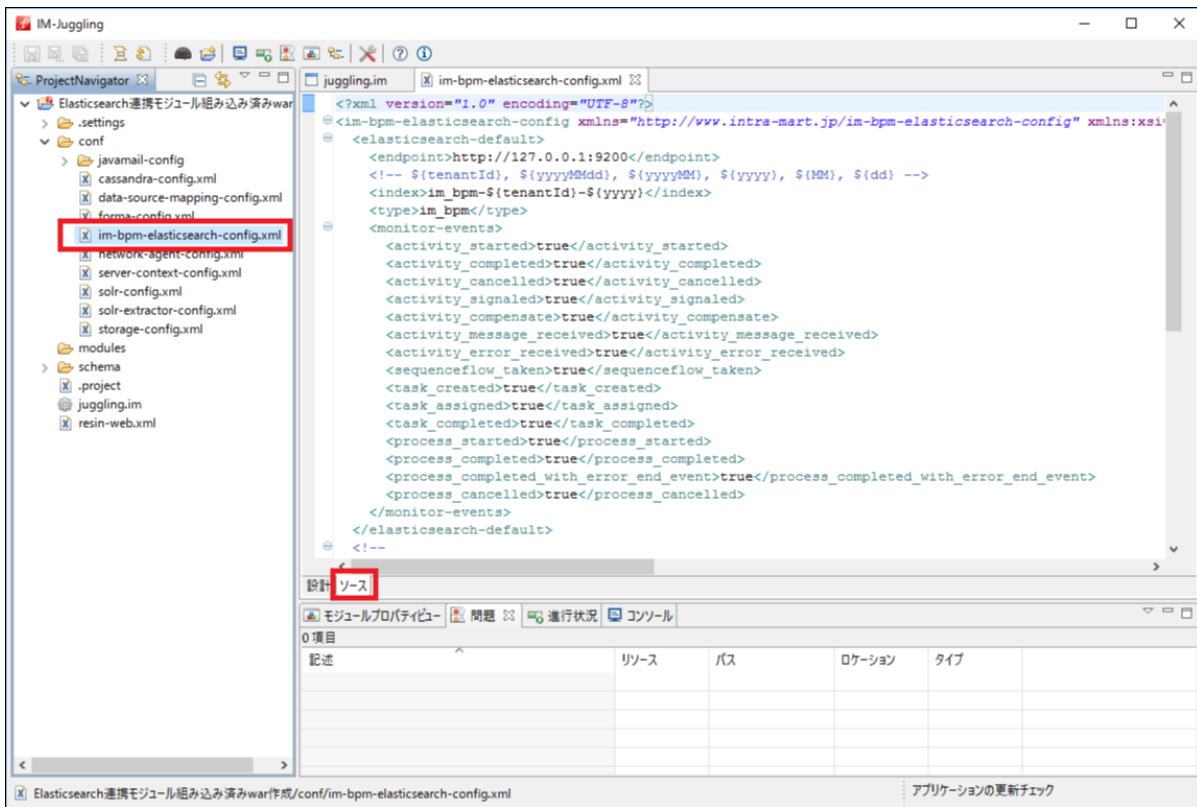 IM-Juggling
ProjectNavigator
Elasticsearch連携モジュール組み込み済みwar
.settings
conf
javamail-config
cassandra-config.xml
data-source-mapping-config.xml
forma-config.xml
im-bpm-elasticsearch-config.xml
network-agent-config.xml
server-context-config.xml
solr-config.xml
solr-extractor-config.xml
storage-config.xml
modules
schema
.project
juggling.im
resin-web.xml
juggling.im im-bpm-elasticsearch-config.xml
<?xml version="1.0" encoding="UTF-8"?>
<im-bpm-elasticsearch-config xmlns="http://www.intra-mart.jp/im-bpm-elasticsearch-config" xmlns:xsi
<elasticsearch-default>
<endpoint>http://127.0.0.1:9200</endpoint>
<!-- ${tenantId}, ${yyyyMMdd}, ${yyyyMM}, ${yyyy}, ${MM}, ${dd} -->
<index>im_bpm-${tenantId}-${yyyy}</index>
<type>im_bpm</type>
<monitor-events>
<activity_started>true</activity_started>
<activity_completed>true</activity_completed>
<activity_cancelled>true</activity_cancelled>
<activity_signaled>true</activity_signaled>
<activity_compensate>true</activity_compensate>
<activity_message_received>true</activity_message_received>
<activity_error_received>true</activity_error_received>
<sequenceflow_taken>true</sequenceflow_taken>
<task_created>true</task_created>
<task_assigned>true</task_assigned>
<task_completed>true</task_completed>
<process_started>true</process_started>
<process_completed>true</process_completed>
<process_completed_with_error_end_event>true</process_completed_with_error_end_event>
<process_cancelled>true</process_cancelled>
</monitor-events>
</elasticsearch-default>
<!--
設計 ソース
モジュールプロパティビュー 問題 進行状況 コンソール
0 項目
記述 リソース パス ロケーション タイプ
Elasticsearch連携モジュール組み込み済みwar作成/conf/im-bpm-elasticsearch-config.xml アプリケーションの更新チェック